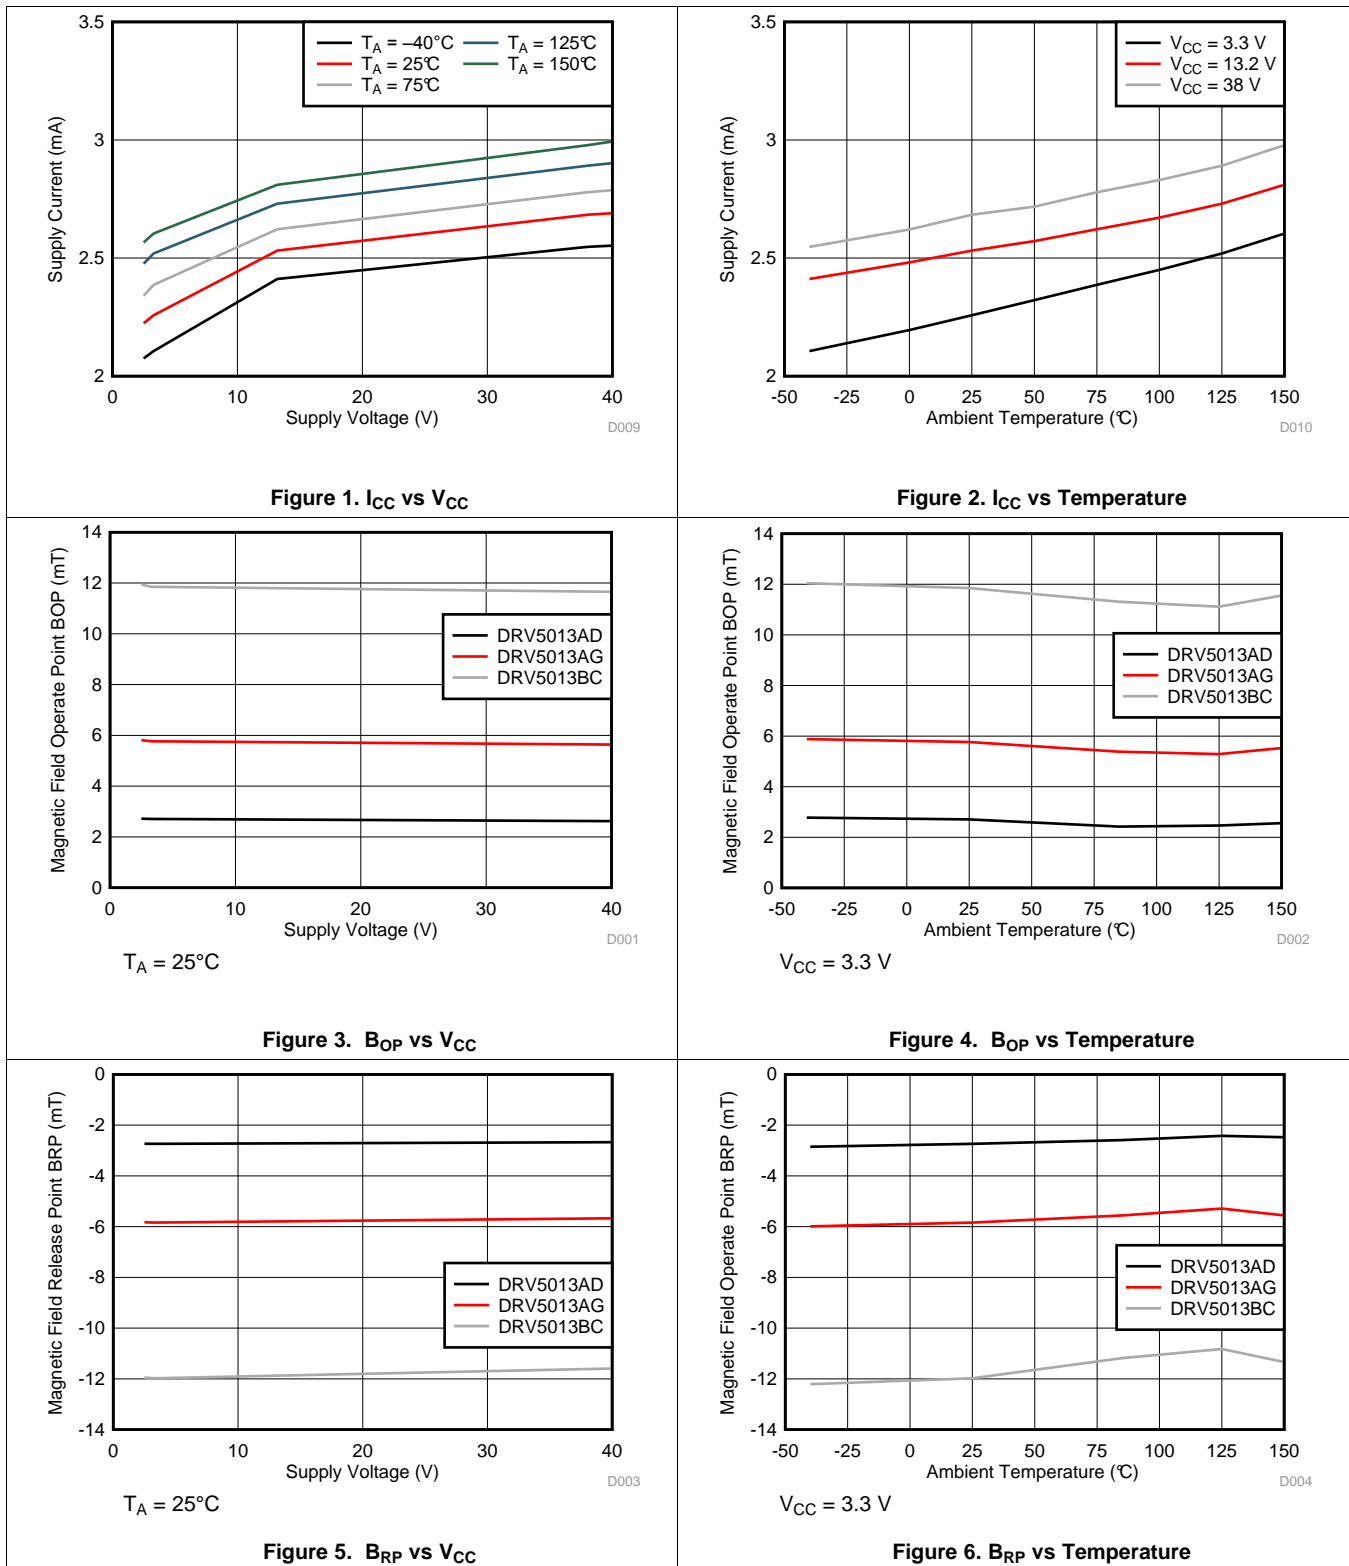 3.5
3
2.5
2
Supply Current (mA)
T_A = –40°C
T_A = 25°C
T_A = 75°C
T_A = 125°C
T_A = 150°C
0 10 20 30 40
Supply Voltage (V)
D009
Figure 1. I_CC vs V_CC
3.5
3
2.5
2
Supply Current (mA)
V_CC = 3.3 V
V_CC = 13.2 V
V_CC = 38 V
-50 -25 0 25 50 75 100 125 150
Ambient Temperature (°C)
D010
Figure 2. I_CC vs Temperature
14
12
10
8
6
4
2
0
Magnetic Field Operate Point BOP (mT)
DRV5013AD
DRV5013AG
DRV5013BC
0 10 20 30 40
Supply Voltage (V)
D001
T_A = 25°C
Figure 3. B_OP vs V_CC
14
12
10
8
6
4
2
0
Magnetic Field Operate Point BOP (mT)
DRV5013AD
DRV5013AG
DRV5013BC
-50 -25 0 25 50 75 100 125 150
Ambient Temperature (°C)
D002
V_CC = 3.3 V
Figure 4. B_OP vs Temperature
0
-2
-4
-6
-8
-10
-12
-14
Magnetic Field Release Point BRP (mT)
DRV5013AD
DRV5013AG
DRV5013BC
0 10 20 30 40
Supply Voltage (V)
D003
T_A = 25°C
Figure 5. B_RP vs V_CC
0
-2
-4
-6
-8
-10
-12
-14
Magnetic Field Operate Point BRP (mT)
DRV5013AD
DRV5013AG
DRV5013BC
-50 -25 0 25 50 75 100 125 150
Ambient Temperature (°C)
D004
V_CC = 3.3 V
Figure 6. B_RP vs Temperature